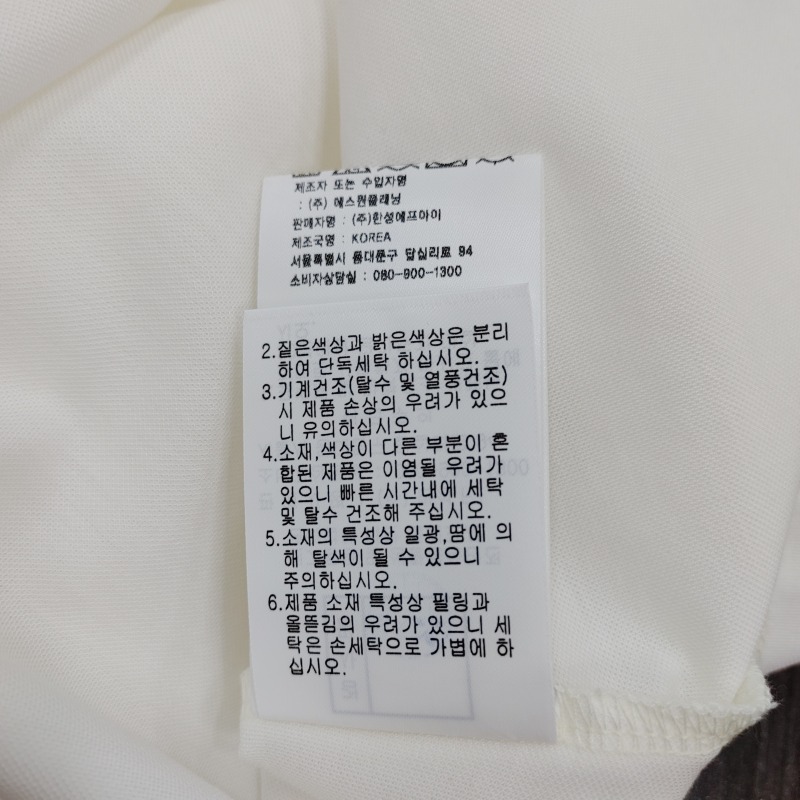 제조자 또는 수입자명
: (주) 에스원플래닝
판매자명 : (주)한성에프아이
제조국명 : KOREA
서울특별시 동대문구 답십리로 94
소비자상담실 : 080-900-1300
2.짙은색상과 밝은색상은 분리
하여 단독세탁 하십시오.
3.기계건조(탈수 및 열풍건조)
시 제품 손상의 우려가 있으
니 유의하십시오.
4.소재,색상이 다른 부분이 혼
합된 제품은 이염될 우려가
있으니 빠른 시간내에 세탁
및 탈수 건조해 주십시오.
5.소재의 특성상 일광,땀에 의
해 탈색이 될 수 있으니
주의하십시오.
6.제품 소재 특성상 필링과
올뜯김의 우려가 있으니 세
탁은 손세탁으로 가볍에 하
십시오.